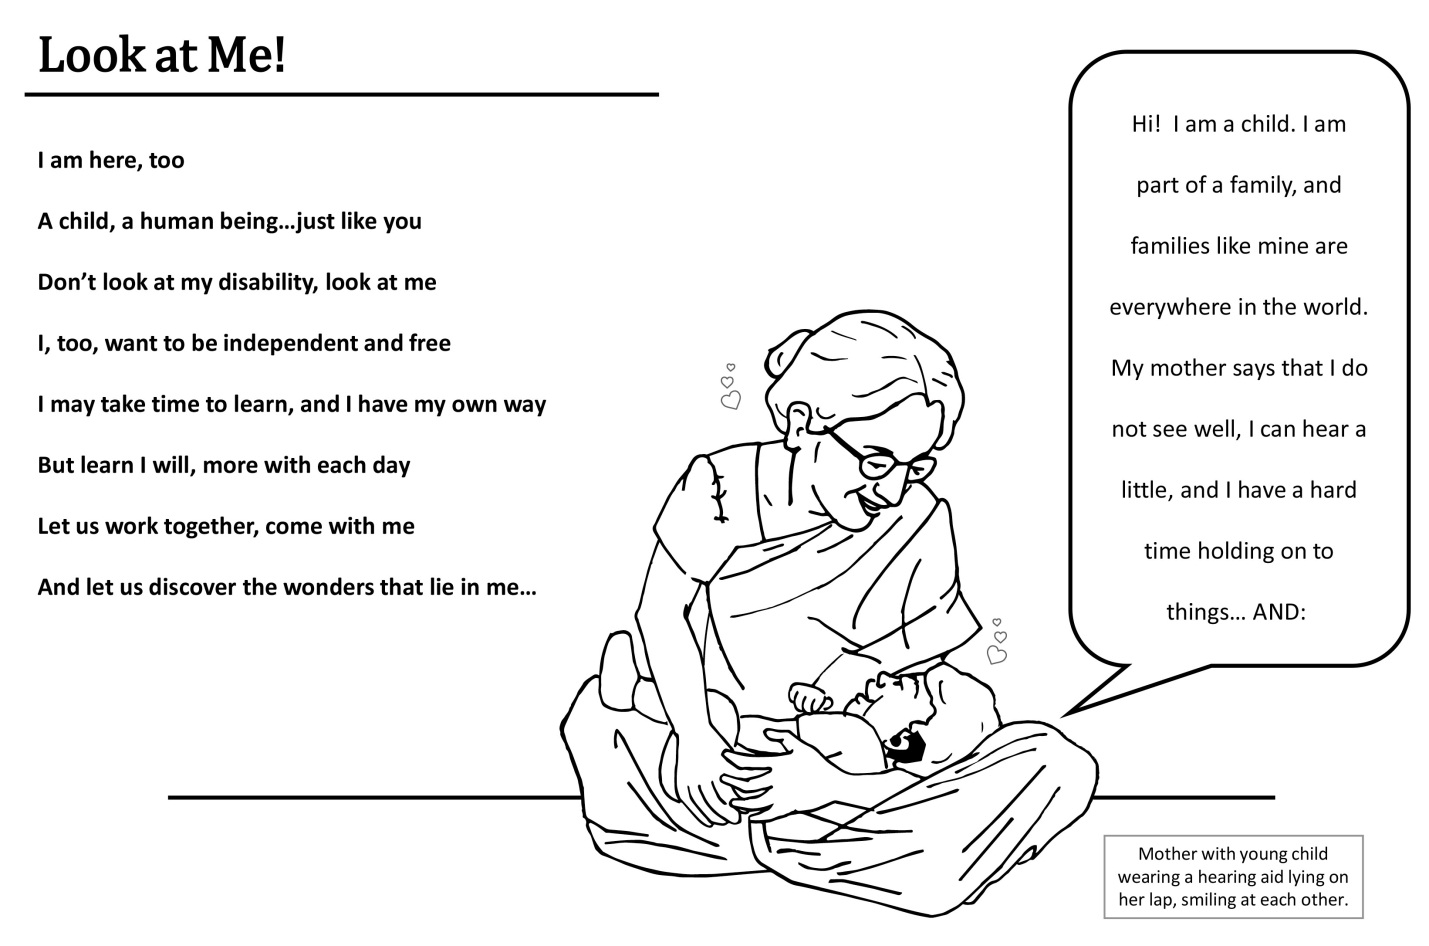 Look at Me!
I am here, too
A child, a human being…just like you
Don’t look at my disability, look at me
I, too, want to be independent and free
I may take time to learn, and I have my own way
But learn I will, more with each day
Let us work together, come with me
And let us discover the wonders that lie in me…
Hi!  I am a child. I am
part of a family, and
families like mine are
everywhere in the world.
My mother says that I do
not see well, I can hear a
little, and I have a hard
time holding on to
things… AND:
Mother with young child
wearing a hearing aid lying on
her lap, smiling at each other.